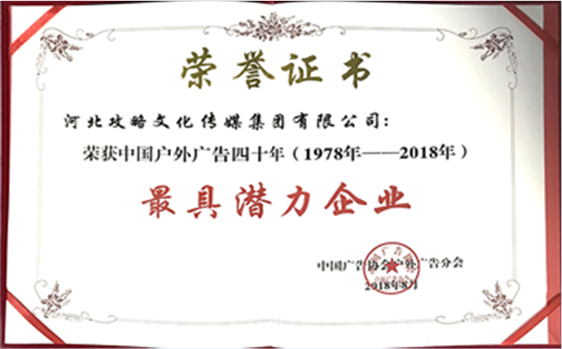 荣誉证书
河北攻略文化传媒集团有限公司：
荣获中国户外广告四十年（1978年——2018年）
最具潜力企业
中国广告协会户外广告分会
2018年8月